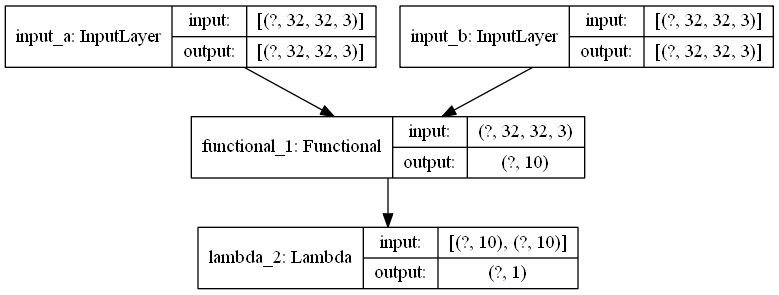 input_a: InputLayer
input: [(?, 32, 32, 3)]
output: [(?, 32, 32, 3)]
input_b: InputLayer
input: [(?, 32, 32, 3)]
output: [(?, 32, 32, 3)]
functional_1: Functional
input: (?, 32, 32, 3)
output: (?, 10)
lambda_2: Lambda
input: [(?, 10), (?, 10)]
output: (?, 1)